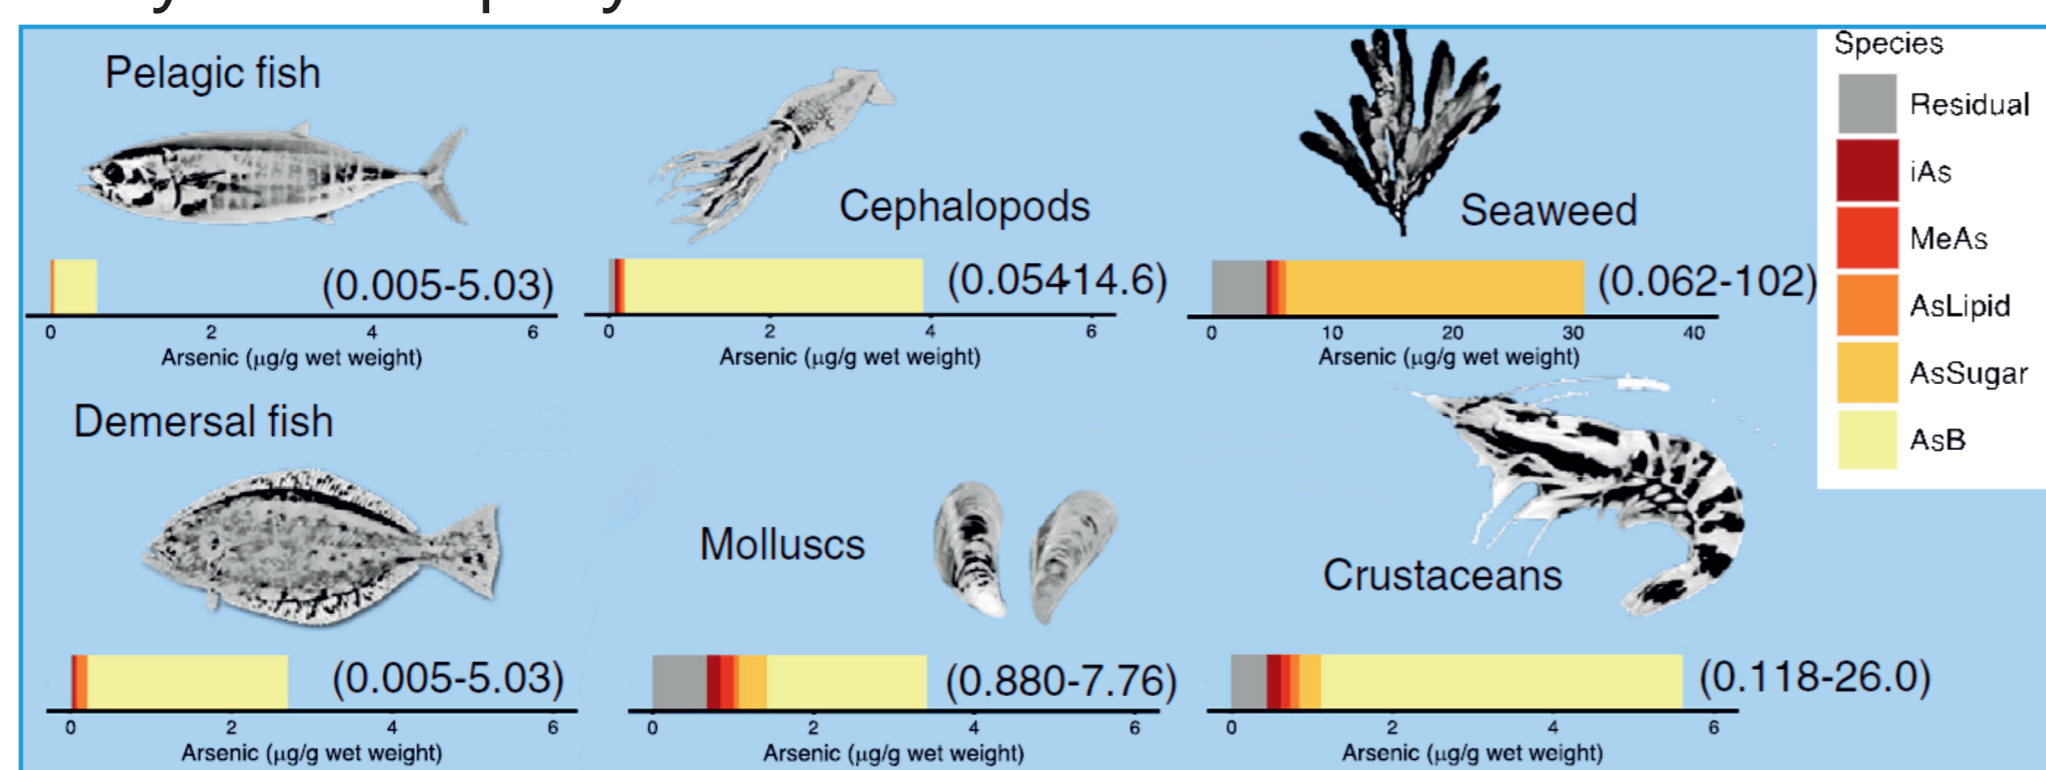 Pelagic fish
(0.005-5.03)
0 2 4 6
Arsenic (μg/g wet weight)
Cephalopods
(0.054-14.6)
0 2 4 6
Arsenic (μg/g wet weight)
Seaweed
(0.062-102)
0 10 20 30 40
Arsenic (μg/g wet weight)
Species
Residual
iAs
MeAs
AsLipid
AsSugar
AsB
Demersal fish
(0.005-5.03)
0 2 4 6
Arsenic (μg/g wet weight)
Molluscs
(0.880-7.76)
0 2 4 6
Arsenic (μg/g wet weight)
Crustaceans
(0.118-26.0)
0 2 4 6
Arsenic (μg/g wet weight)